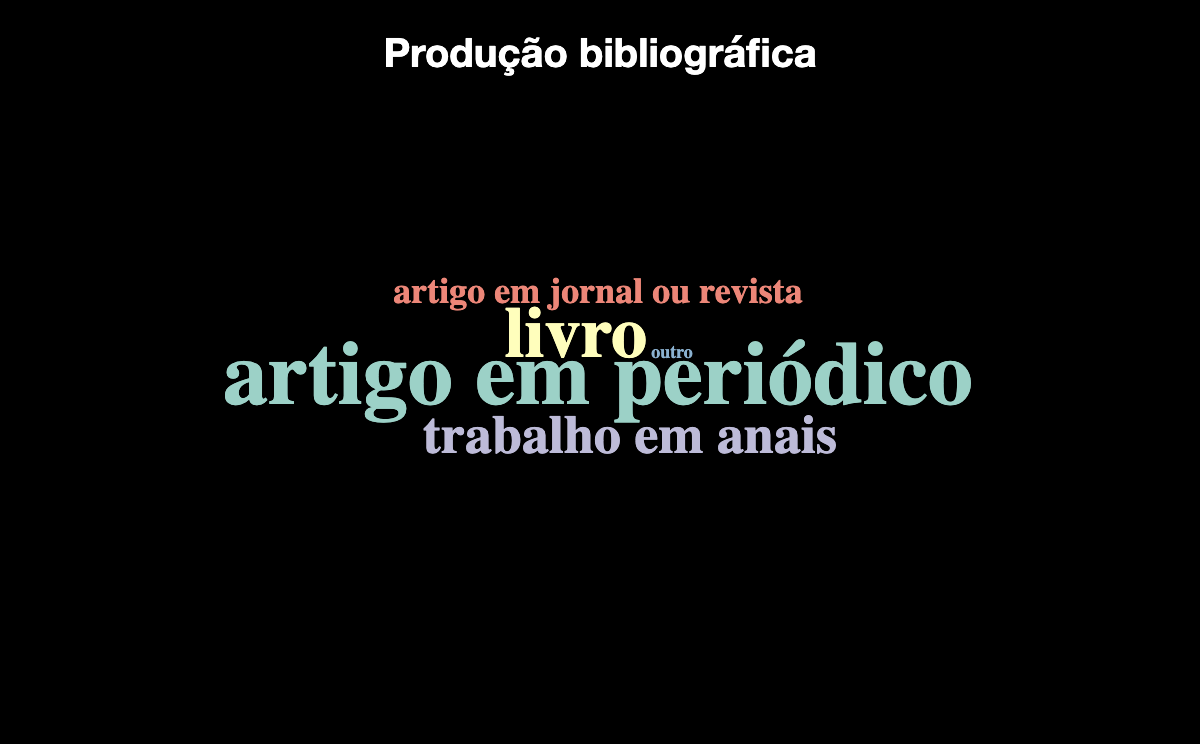 Produção bibliográfica
artigo em jornal ou revista
livro
outro
artigo em periódico
trabalho em anais